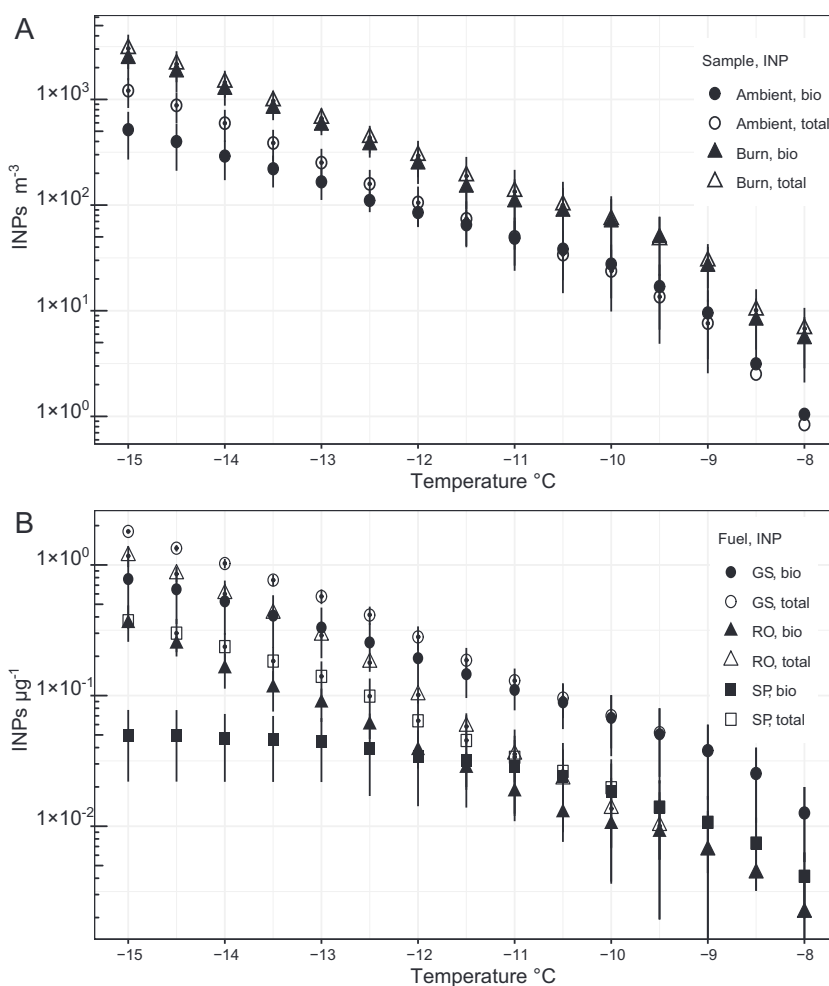 A
Sample, INP
Ambient, bio
Ambient, total
Burn, bio
Burn, total
INPs m⁻³
1×10³
1×10²
1×10¹
1×10⁰
−15 −14 −13 −12 −11 −10 −9 −8
Temperature °C
B
Fuel, INP
GS, bio
GS, total
RO, bio
RO, total
SP, bio
SP, total
INPs µg⁻¹
1×10⁰
1×10⁻¹
1×10⁻²
−15 −14 −13 −12 −11 −10 −9 −8
Temperature °C